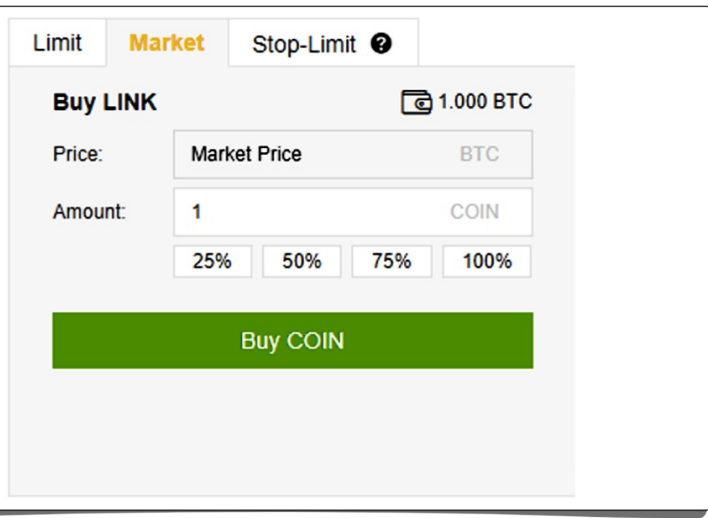 Limit Market Stop-Limit ?
Buy LINK 1.000 BTC
Price: Market Price BTC
Amount: 1 COIN
25% 50% 75% 100%
Buy COIN